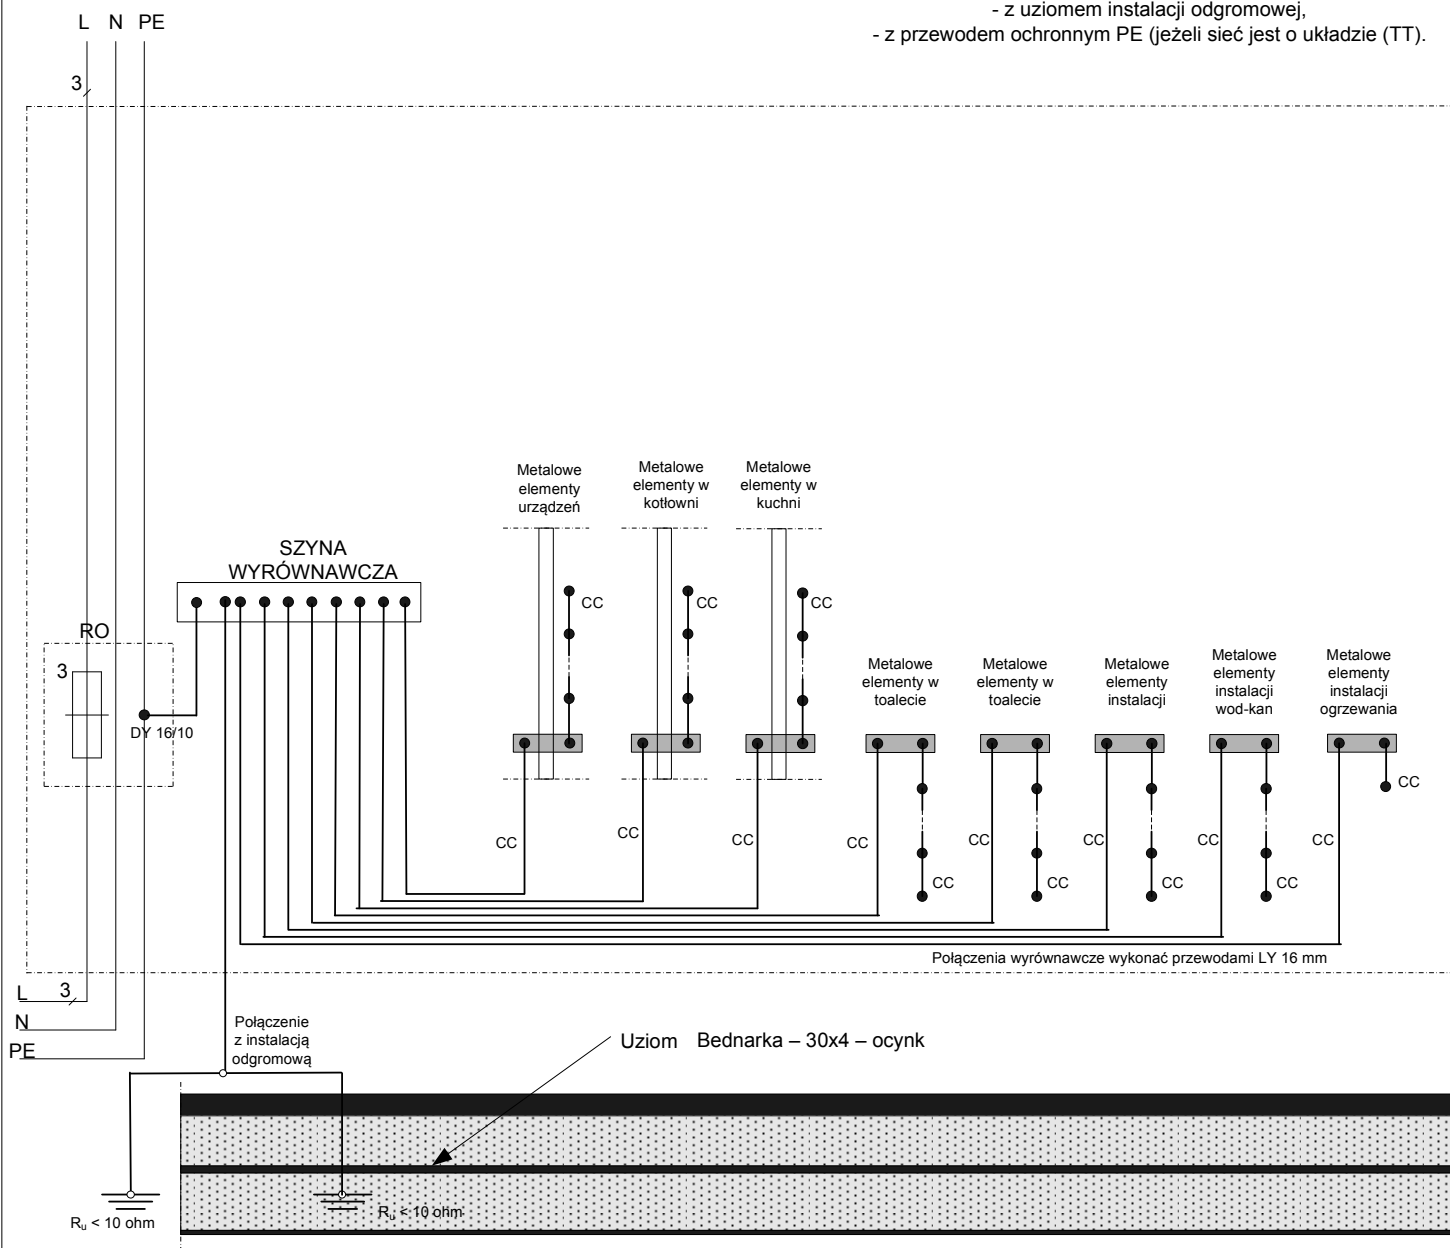 - z uziomem instalacji odgromowej,
- z przewodem ochronnym PE (jeżeli sieć jest o układzie (TT).
L N PE
3
Metalowe
elementy
urządzeń
Metalowe
elementy w
kotłowni
Metalowe
elementy w
kuchni
SZYNA
WYRÓWNAWCZA
CC
CC
CC
RO
3
DY 16/10
Metalowe
elementy w
toalecie
Metalowe
elementy w
toalecie
Metalowe
elementy
instalacji
Metalowe
elementy
instalacji
wod-kan
Metalowe
elementy
instalacji
ogrzewania
CC
CC
CC
CC
CC
CC
CC
CC
CC
CC
CC
CC
CC
Połączenia wyrównawcze wykonać przewodami LY 16 mm
L 3
N
PE
Połączenie
z instalacją
odgromową
Uziom Bednarka – 30x4 – ocynk
Rᵤ < 10 ohm
Rᵤ < 10 ohm